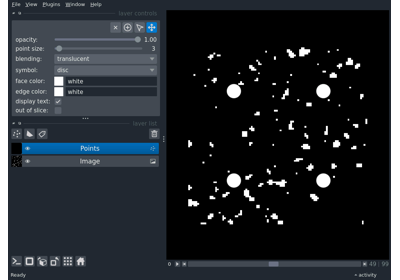 File View Plugins Window Help
layer controls
opacity: 1.00
point size: 3
blending: translucent
symbol: disc
face color: white
edge color: white
display text: ✓
out of slice:
layer list
Points
Image
Ready
49 99
activity